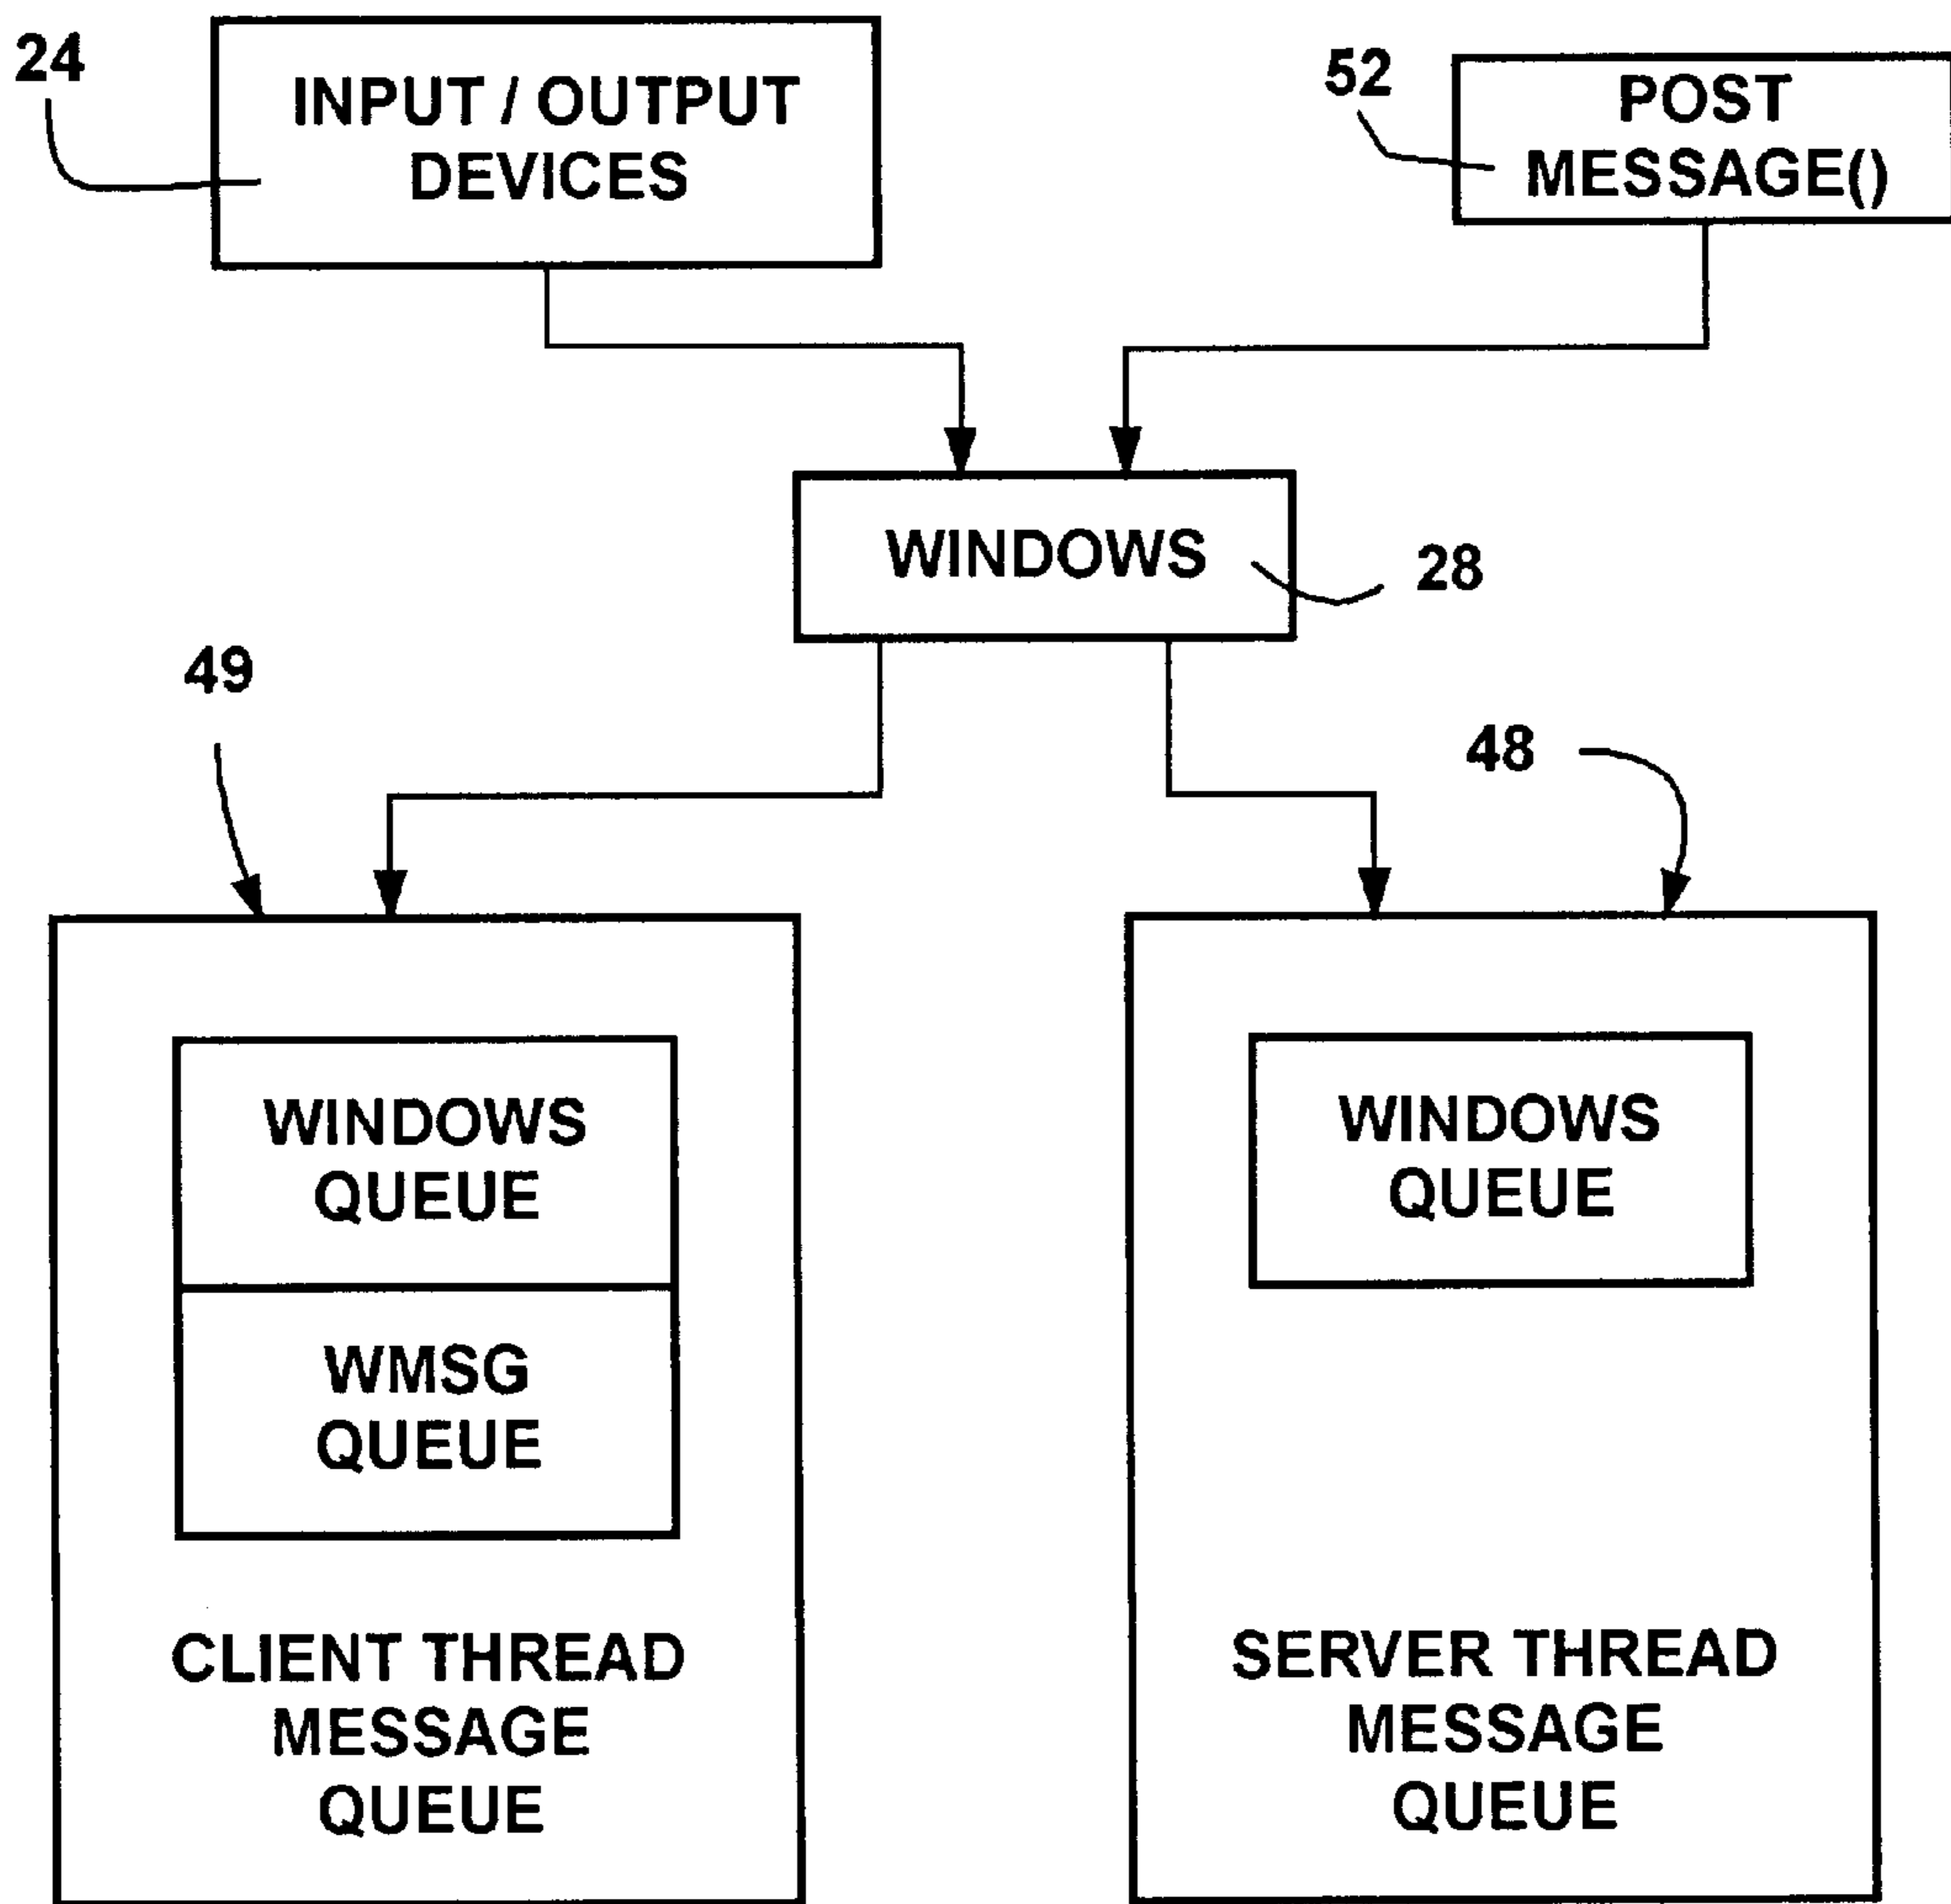 24
INPUT / OUTPUT
DEVICES
52
POST
MESSAGE()
WINDOWS
28
49
48
WINDOWS
QUEUE
WMSG
QUEUE
CLIENT THREAD
MESSAGE
QUEUE
WINDOWS
QUEUE
SERVER THREAD
MESSAGE
QUEUE